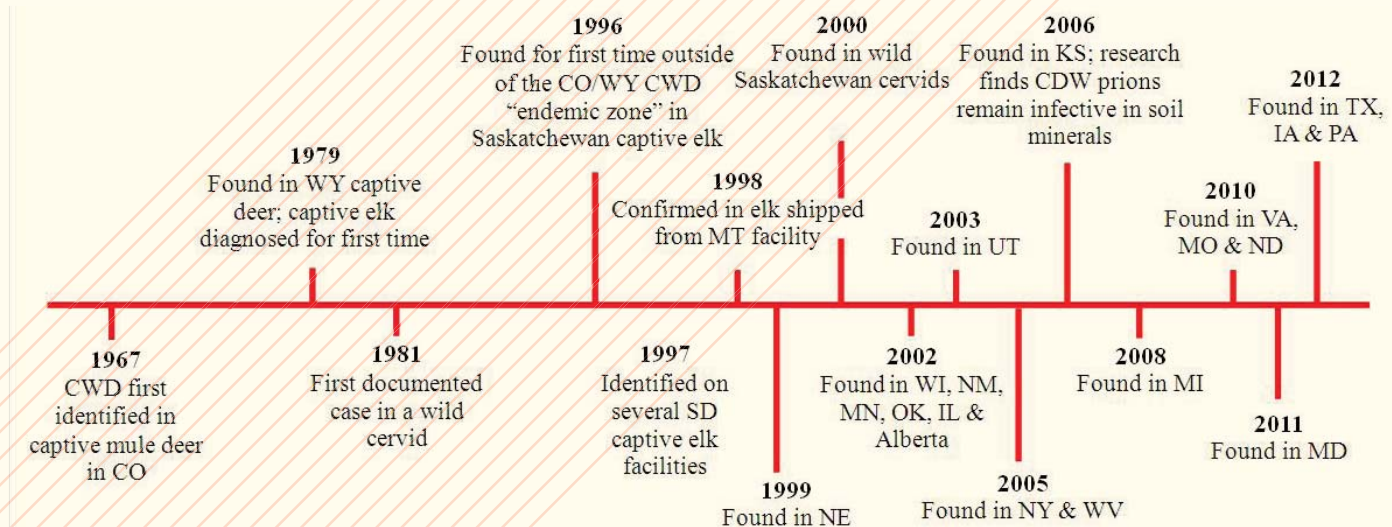 1996
Found for first time outside
of the CO/WY CWD
“endemic zone” in
Saskatchewan captive elk
2000
Found in wild
Saskatchewan cervids
2006
Found in KS; research
finds CDW prions
remain infective in soil
minerals
2012
Found in TX,
IA & PA
1979
Found in WY captive
deer; captive elk
diagnosed for first time
1998
Confirmed in elk shipped
from MT facility
2003
Found in UT
2010
Found in VA,
MO & ND
1967
CWD first
identified in
captive mule deer
in CO
1981
First documented
case in a wild
cervid
1997
Identified on
several SD
captive elk
facilities
1999
Found in NE
2002
Found in WI, NM,
MN, OK, IL &
Alberta
2005
Found in NY & WV
2008
Found in MI
2011
Found in MD